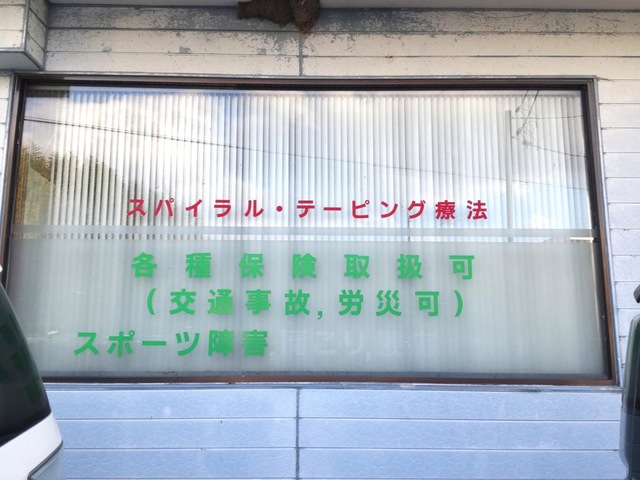 スパイラル・テーピング療法
各種保険取扱可
(交通事故,労災可)
スポーツ障害